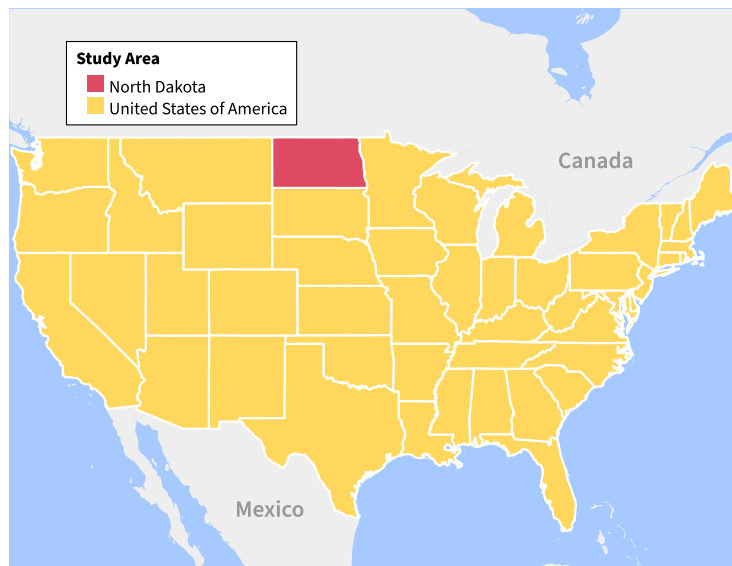 Study Area
North Dakota
United States of America
Canada
Mexico